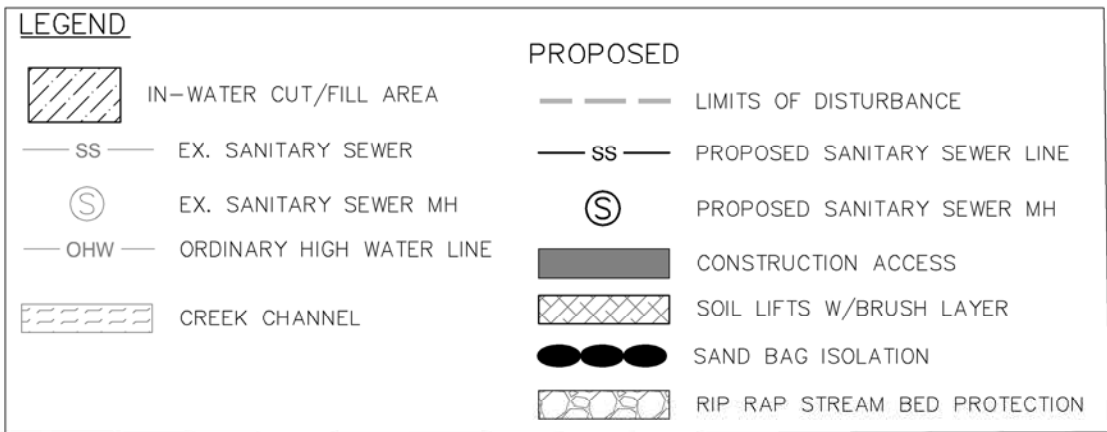 LEGEND
IN-WATER CUT/FILL AREA
SS EX. SANITARY SEWER
S EX. SANITARY SEWER MH
OHW ORDINARY HIGH WATER LINE
CREEK CHANNEL
PROPOSED
LIMITS OF DISTURBANCE
SS PROPOSED SANITARY SEWER LINE
S PROPOSED SANITARY SEWER MH
CONSTRUCTION ACCESS
SOIL LIFTS W/BRUSH LAYER
SAND BAG ISOLATION
RIP RAP STREAM BED PROTECTION